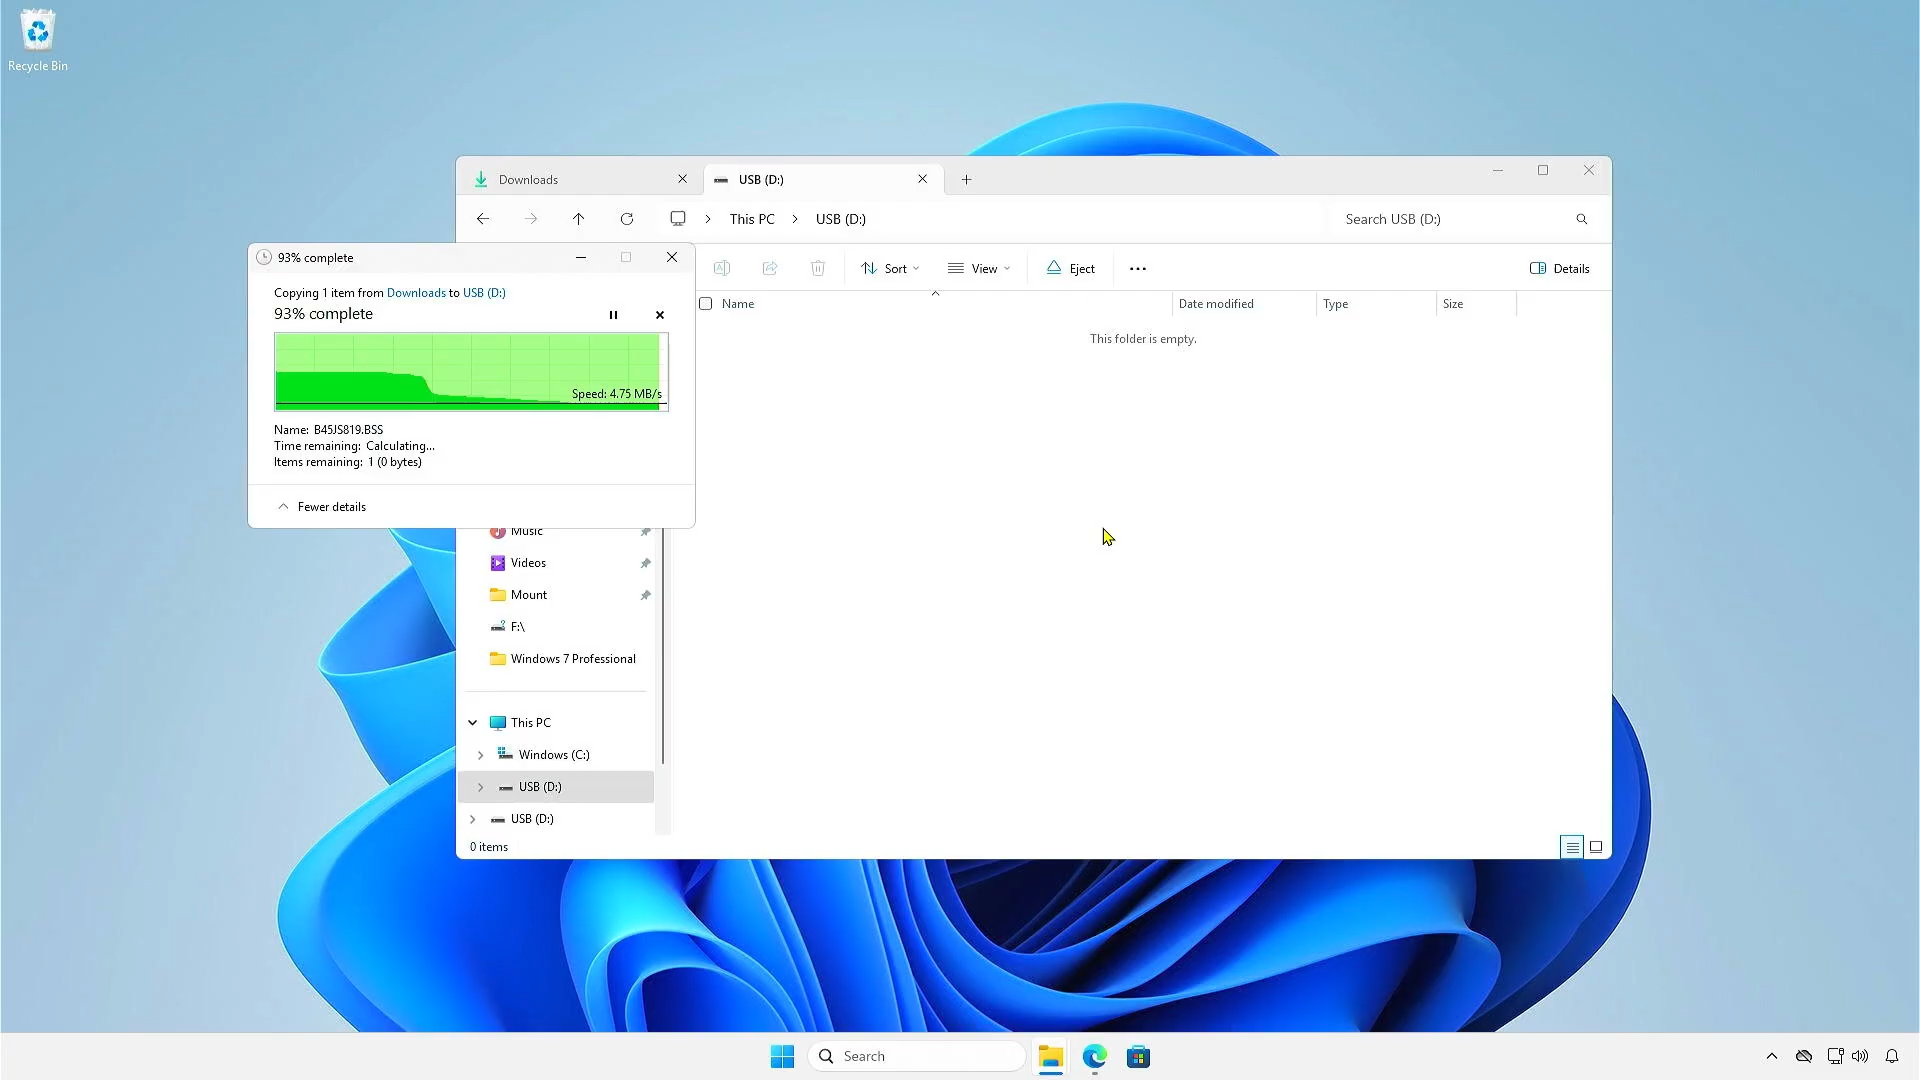 Recycle Bin
Downloads
USB (D:)
This PC
USB (D:)
Search USB (D:)
93% complete
Sort
View
Eject
Details
Copying 1 item from Downloads to USB (D:)
93% complete
Name
Date modified
Type
Size
This folder is empty.
Speed: 4.75 MB/s
Name: B45JS819.BSS
Time remaining: Calculating...
Items remaining: 1 (0 bytes)
Fewer details
Music
Videos
Mount
F:\
Windows 7 Professional
This PC
Windows (C:)
USB (D:)
USB (D:)
0 items
Search